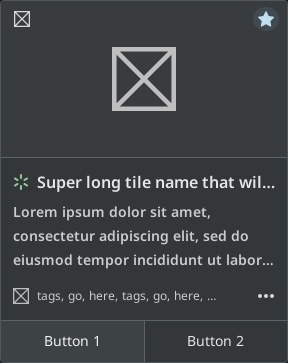 Super long tile name that wil...
Lorem ipsum dolor sit amet,
consectetur adipiscing elit, sed do
eiusmod tempor incididunt ut labor...
tags, go, here, tags, go, here, ...
Button 1
Button 2